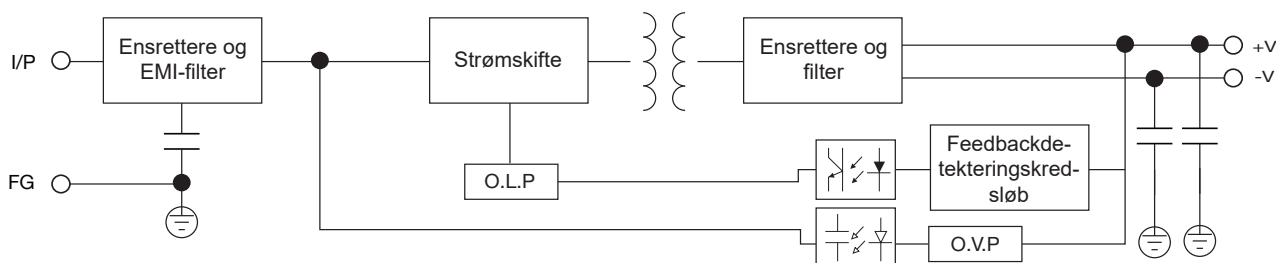 I/P
Ensrettere og
EMI-filter
Strømskifte
Ensrettere og
filter
+V
-V
FG
O.L.P
Feedbackde-
tekteringskred-
sløb
O.V.P